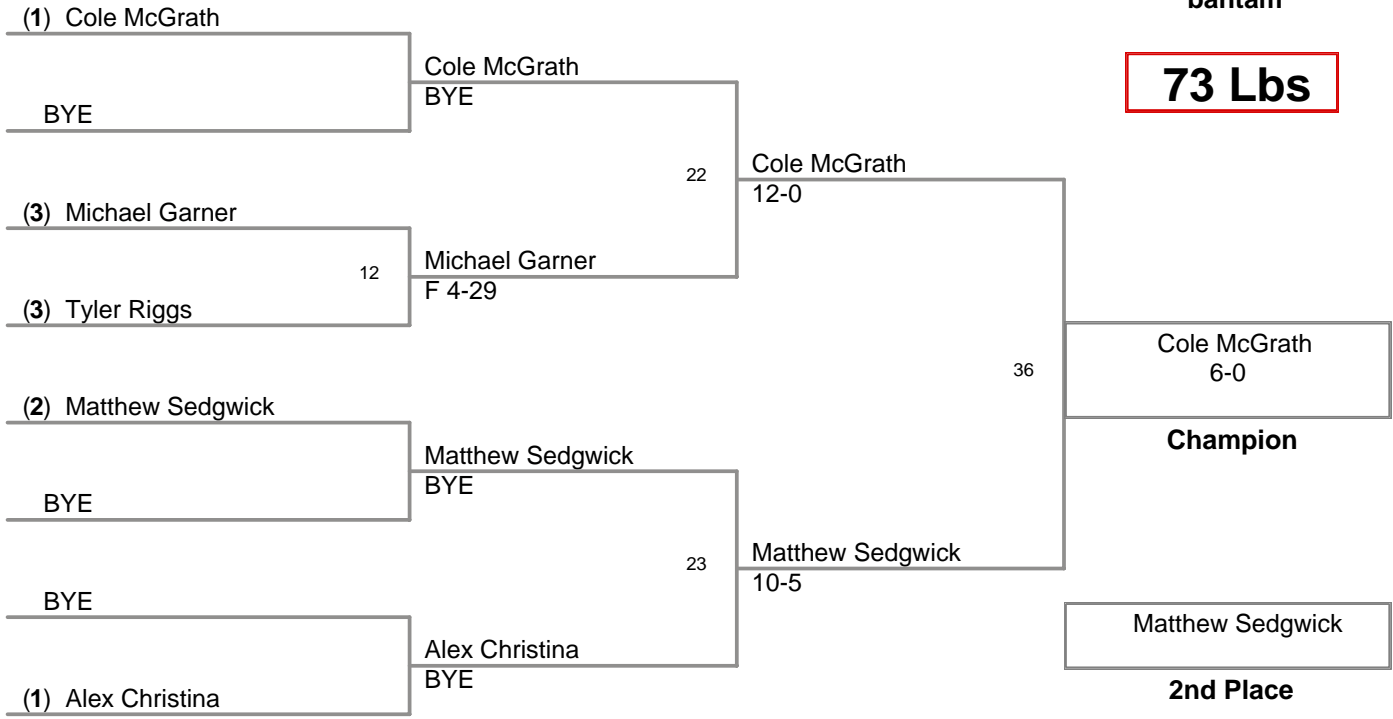 bantam
73 Lbs
(1) Cole McGrath
BYE
Cole McGrath
BYE
(3) Michael Garner
(3) Tyler Riggs
12
Michael Garner
F 4-29
22
Cole McGrath
12-0
(2) Matthew Sedgwick
BYE
Matthew Sedgwick
BYE
BYE
(1) Alex Christina
Alex Christina
BYE
23
Matthew Sedgwick
10-5
36
Cole McGrath
6-0
Champion
Matthew Sedgwick
2nd Place